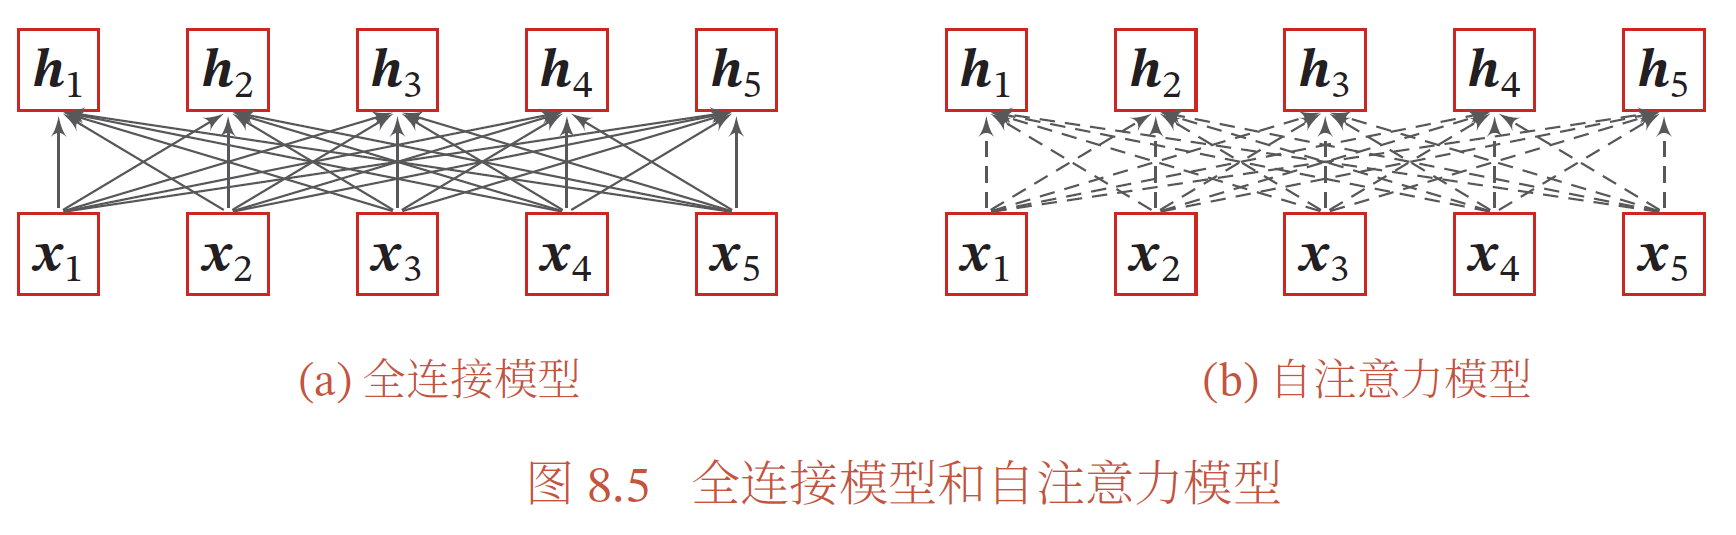 h1 h2 h3 h4 h5 h1 h2 h3 h4 h5
x1 x2 x3 x4 x5 x1 x2 x3 x4 x5
(a) 全连接模型 (b) 自注意力模型
图 8.5 全连接模型和自注意力模型